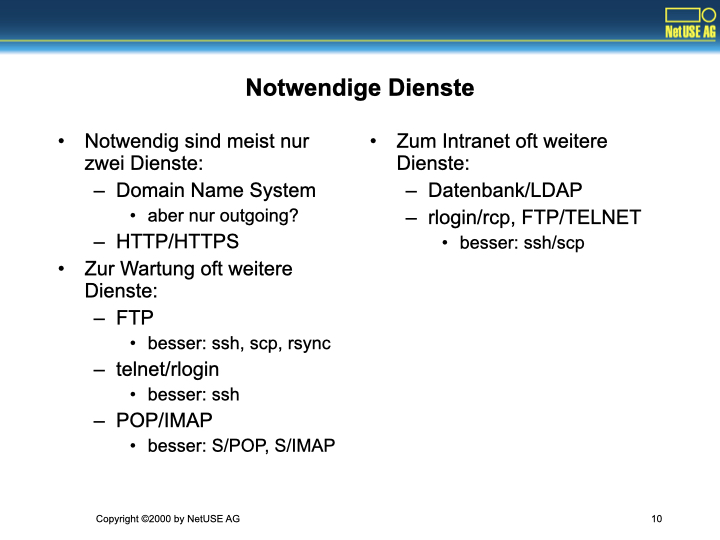 NetUSE AG
Notwendige Dienste
• Notwendig sind meist nur
zwei Dienste:
– Domain Name System
• aber nur outgoing?
– HTTP/HTTPS
• Zur Wartung oft weitere
Dienste:
– FTP
• besser: ssh, scp, rsync
– telnet/rlogin
• besser: ssh
– POP/IMAP
• besser: S/POP, S/IMAP
• Zum Intranet oft weitere
Dienste:
– Datenbank/LDAP
– rlogin/rcp, FTP/TELNET
• besser: ssh/scp
Copyright ©2000 by NetUSE AG
10